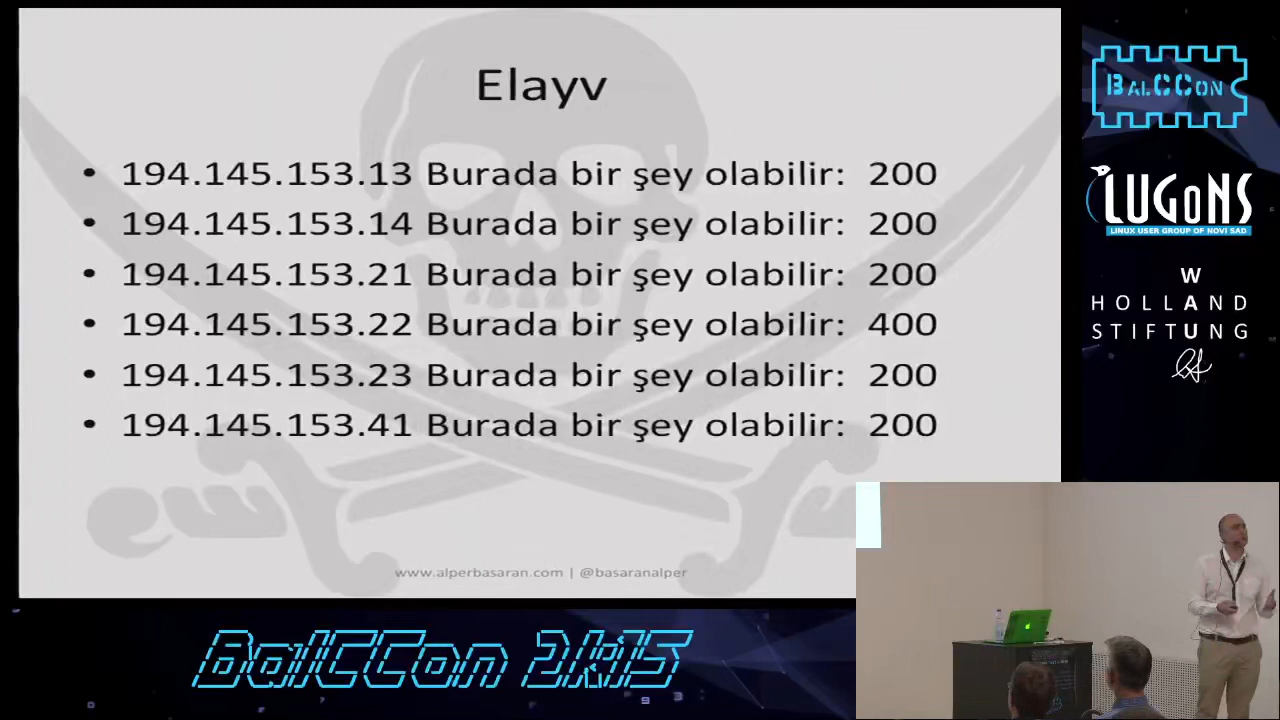 Elayv
• 194.145.153.13 Burada bir şey olabilir: 200
• 194.145.153.14 Burada bir şey olabilir: 200
• 194.145.153.21 Burada bir şey olabilir: 200
• 194.145.153.22 Burada bir şey olabilir: 400
• 194.145.153.23 Burada bir şey olabilir: 200
• 194.145.153.41 Burada bir şey olabilir: 200
www.alperbasaran.com | @basaranalper
BALCCON
LUGONS
LINUX USER GROUP OF NOVI SAD
W
HOLLAND
STIFTUNG
BalCCon 2k15